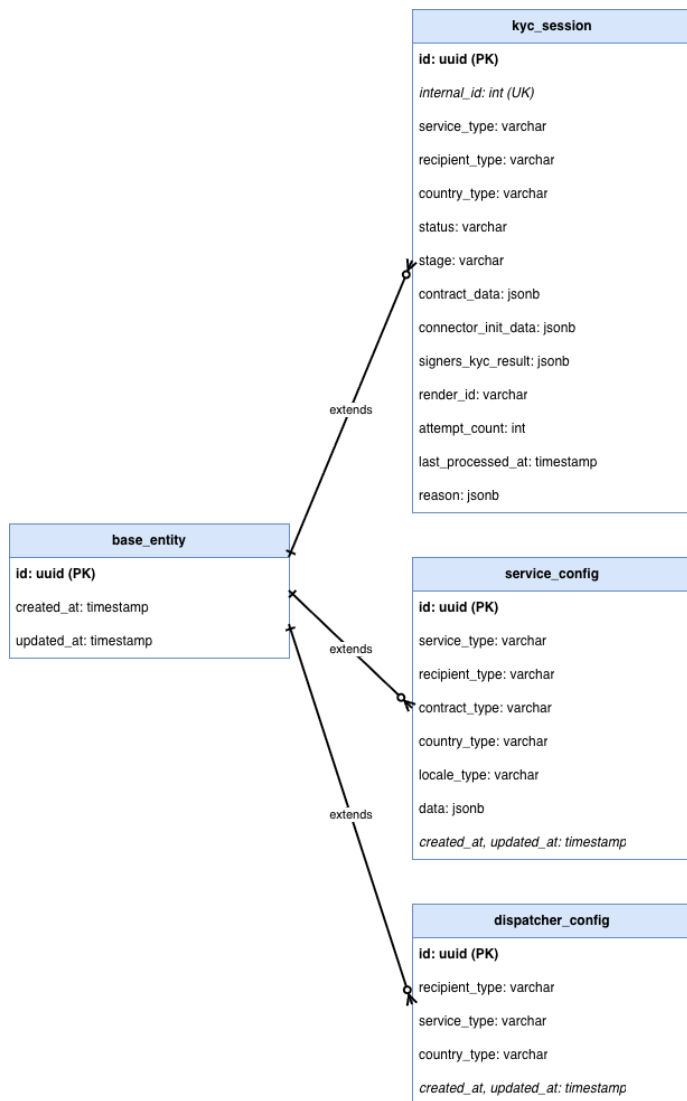 kyc_session
id: uuid (PK)
internal_id: int (UK)
service_type: varchar
recipient_type: varchar
country_type: varchar
status: varchar
stage: varchar
contract_data: jsonb
connector_init_data: jsonb
signers_kyc_result: jsonb
render_id: varchar
attempt_count: int
last_processed_at: timestamp
reason: jsonb
extends
base_entity
id: uuid (PK)
created_at: timestamp
updated_at: timestamp
extends
service_config
id: uuid (PK)
service_type: varchar
recipient_type: varchar
contract_type: varchar
country_type: varchar
locale_type: varchar
data: jsonb
created_at, updated_at: timestamp
extends
dispatcher_config
id: uuid (PK)
recipient_type: varchar
service_type: varchar
country_type: varchar
created_at, updated_at: timestamp